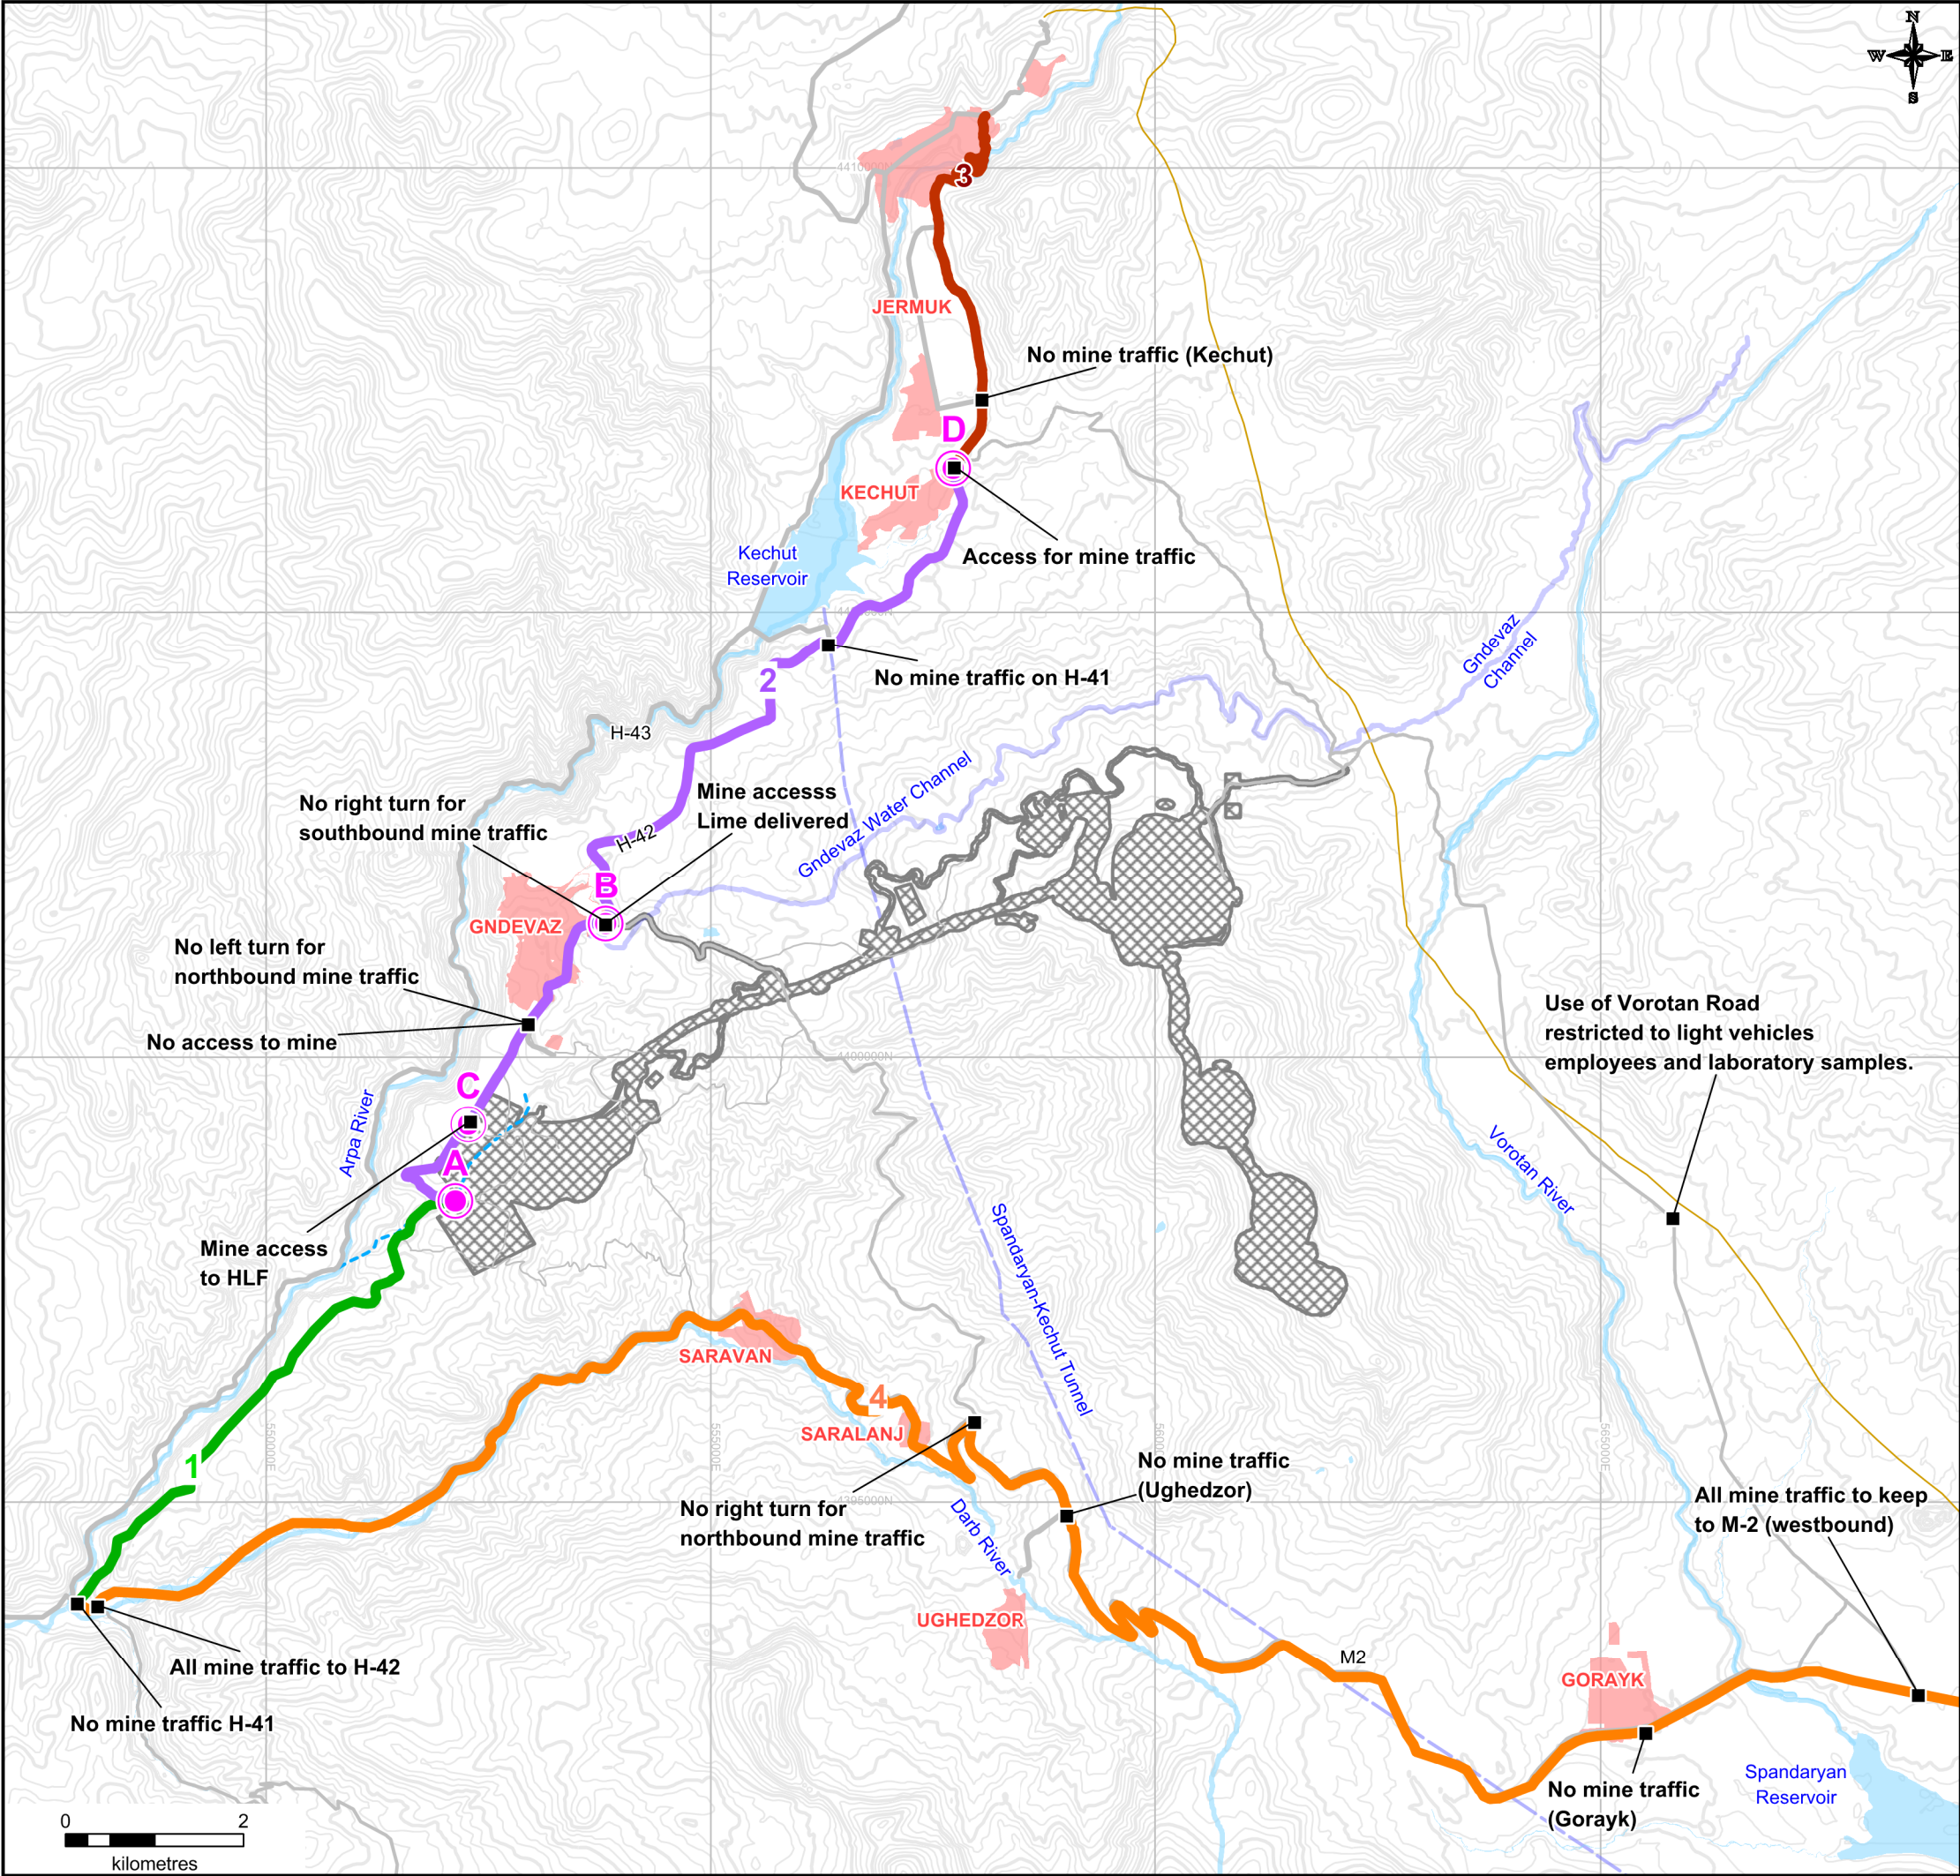 N
W E
S
4410000N
3
JERMUK
No mine traffic (Kechut)
D
KECHUT
Kechut
Reservoir
Access for mine traffic
No mine traffic on H-41
2
Gndevaz
Channel
H-43
Mine accesss
Lime delivered
No right turn for
southbound mine traffic
H-42
Gndevaz Water Channel
B
GNDEVAZ
No left turn for
northbound mine traffic
No access to mine
Use of Vorotan Road
restricted to light vehicles
employees and laboratory samples.
4400000N
C
Arpa River
A
Vorotan River
Mine access
to HLF
Spandaryan-Kechut Tunnel
SARAVAN
4
SARALANJ
1
550000E
555000E
565000E
4395000N
No mine traffic
(Ughedzor)
No right turn for
northbound mine traffic
Darb River
All mine traffic to keep
to M-2 (westbound)
UGHEDZOR
M2
GORAYK
All mine traffic to H-42
No mine traffic H-41
Spandaryan
Reservoir
No mine traffic
(Gorayk)
0 2
kilometres